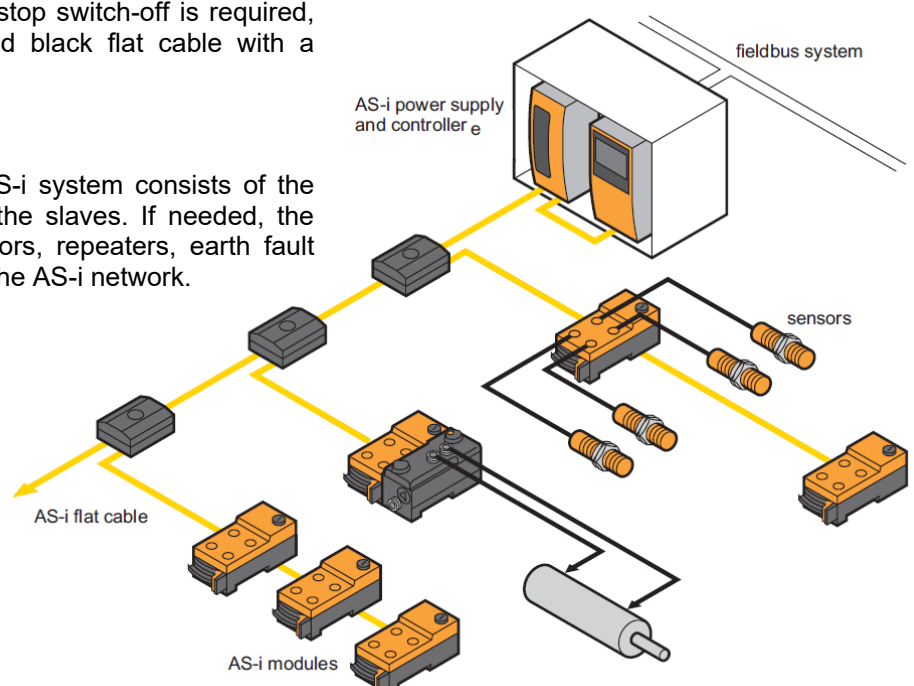 stop switch-off is required,
d black flat cable with a
S-i system consists of the
the slaves. If needed, the
ors, repeaters, earth fault
he AS-i network.
fieldbus system
AS-i power supply
and controller e
sensors
AS-i flat cable
AS-i modules